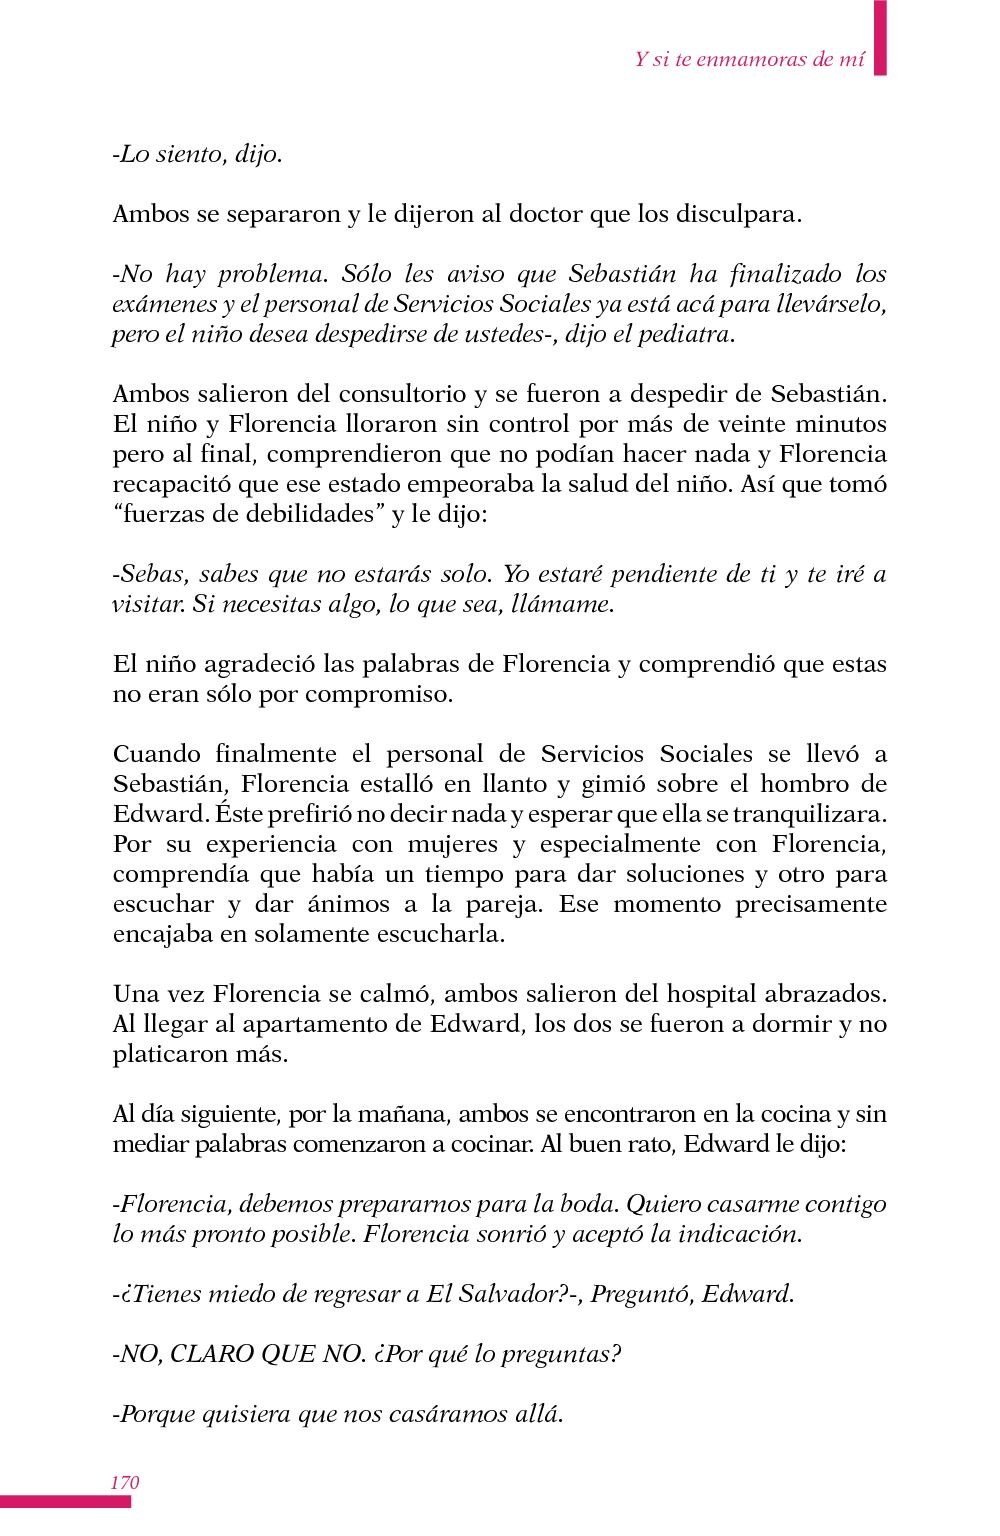 Y si te enmamoras de mí
-Lo siento, dijo.
Ambos se separaron y le dijeron al doctor que los disculpara.
-No hay problema. Sólo les aviso que Sebastián ha finalizado los
exámenes y el personal de Servicios Sociales ya está acá para llevárselo,
pero el niño desea despedirse de ustedes-, dijo el pediatra.
Ambos salieron del consultorio y se fueron a despedir de Sebastián.
El niño y Florencia lloraron sin control por más de veinte minutos
pero al final, comprendieron que no podían hacer nada y Florencia
recapacitó que ese estado empeoraba la salud del niño. Así que tomó
“fuerzas de debilidades” y le dijo:
-Sebas, sabes que no estarás solo. Yo estaré pendiente de ti y te iré a
visitar. Si necesitas algo, lo que sea, llámame.
El niño agradeció las palabras de Florencia y comprendió que estas
no eran sólo por compromiso.
Cuando finalmente el personal de Servicios Sociales se llevó a
Sebastián, Florencia estalló en llanto y gimió sobre el hombro de
Edward. Éste prefirió no decir nada y esperar que ella se tranquilizara.
Por su experiencia con mujeres y especialmente con Florencia,
comprendía que había un tiempo para dar soluciones y otro para
escuchar y dar ánimos a la pareja. Ese momento precisamente
encajaba en solamente escucharla.
Una vez Florencia se calmó, ambos salieron del hospital abrazados.
Al llegar al apartamento de Edward, los dos se fueron a dormir y no
platicaron más.
Al día siguiente, por la mañana, ambos se encontraron en la cocina y sin
mediar palabras comenzaron a cocinar. Al buen rato, Edward le dijo:
-Florencia, debemos prepararnos para la boda. Quiero casarme contigo
lo más pronto posible. Florencia sonrió y aceptó la indicación.
-¿Tienes miedo de regresar a El Salvador?-, Preguntó, Edward.
-NO, CLARO QUE NO. ¿Por qué lo preguntas?
-Porque quisiera que nos casáramos allá.
170